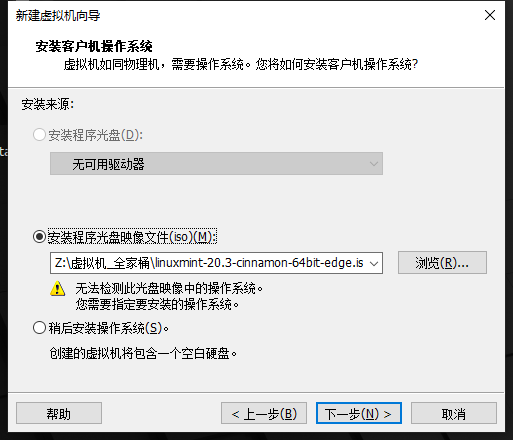 新建虚拟机向导
安装客户机操作系统
虚拟机如同物理机，需要操作系统。您将如何安装客户机操作系统?
安装来源:
安装程序光盘(D):
无可用驱动器
安装程序光盘映像文件(iso)(M):
Z:\虚拟机_全家桶\linuxmint-20.3-cinnamon-64bit-edge.is
浏览(R)...
无法检测此光盘映像中的操作系统。
您需要指定要安装的操作系统。
稍后安装操作系统(S)。
创建的虚拟机将包含一个空白硬盘。
帮助
< 上一步(B)
下一步(N) >
取消